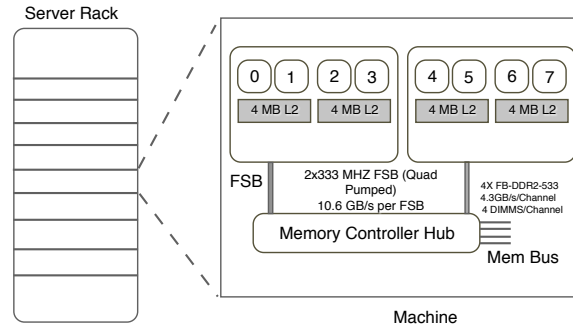 Server Rack
0 1 2 3 4 5 6 7
4 MB L2 4 MB L2 4 MB L2 4 MB L2
FSB
2x333 MHZ FSB (Quad
Pumped)
10.6 GB/s per FSB
4X FB-DDR2-533
4.3GB/s/Channel
4 DIMMS/Channel
Memory Controller Hub
Mem Bus
Machine